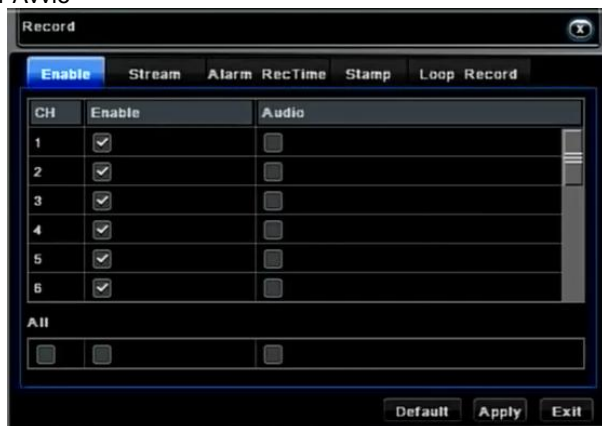 Record
Enable Stream Alarm RecTime Stamp Loop Record
CH Enable Audio
1
2
3
4
5
6
All
Default Apply Exit